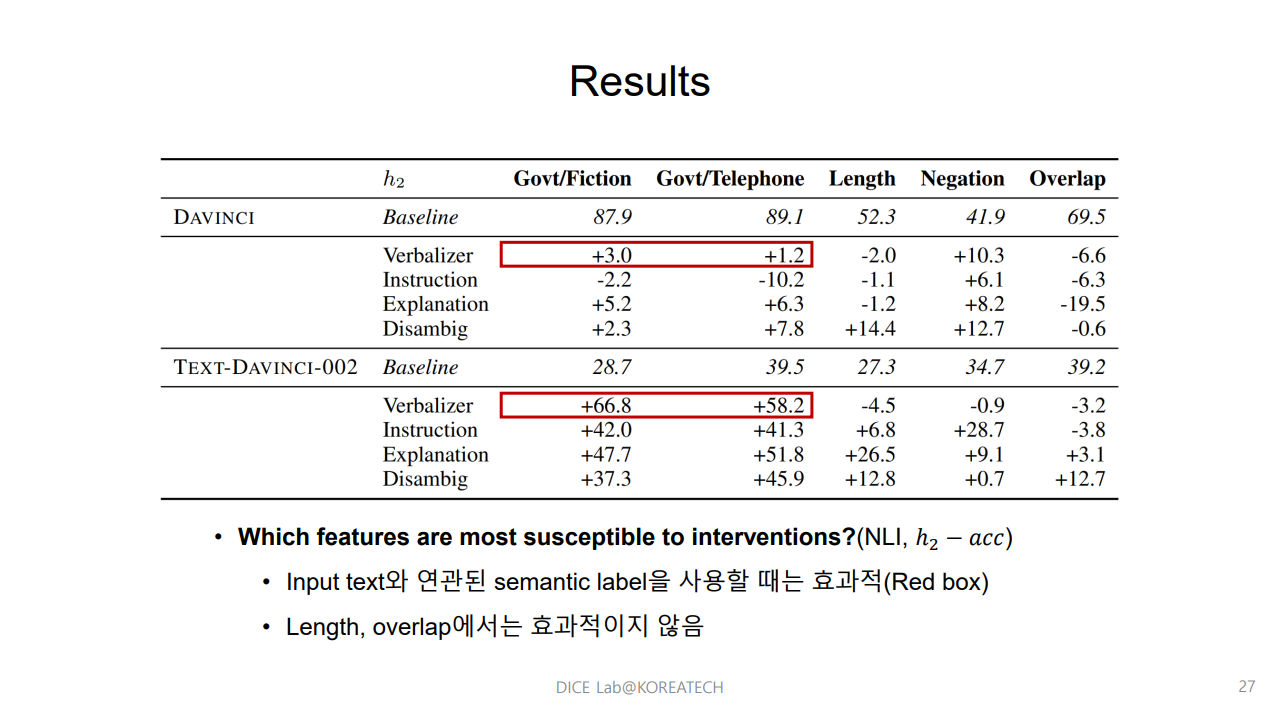 Results
h₂ Govt/Fiction Govt/Telephone Length Negation Overlap
DAVINCI Baseline 87.9 89.1 52.3 41.9 69.5
Verbalizer +3.0 +1.2 -2.0 +10.3 -6.6
Instruction -2.2 -10.2 -1.1 +6.1 -6.3
Explanation +5.2 +6.3 -1.2 +8.2 -19.5
Disambig +2.3 +7.8 +14.4 +12.7 -0.6
TEXT-DAVINCI-002 Baseline 28.7 39.5 27.3 34.7 39.2
Verbalizer +66.8 +58.2 -4.5 -0.9 -3.2
Instruction +42.0 +41.3 +6.8 +28.7 -3.8
Explanation +47.7 +51.8 +26.5 +9.1 +3.1
Disambig +37.3 +45.9 +12.8 +0.7 +12.7
• Which features are most susceptible to interventions?(NLI, h₂ − acc)
• Input text와 연관된 semantic label을 사용할 때는 효과적(Red box)
• Length, overlap에서는 효과적이지 않음
DICE Lab@KOREATECH
27